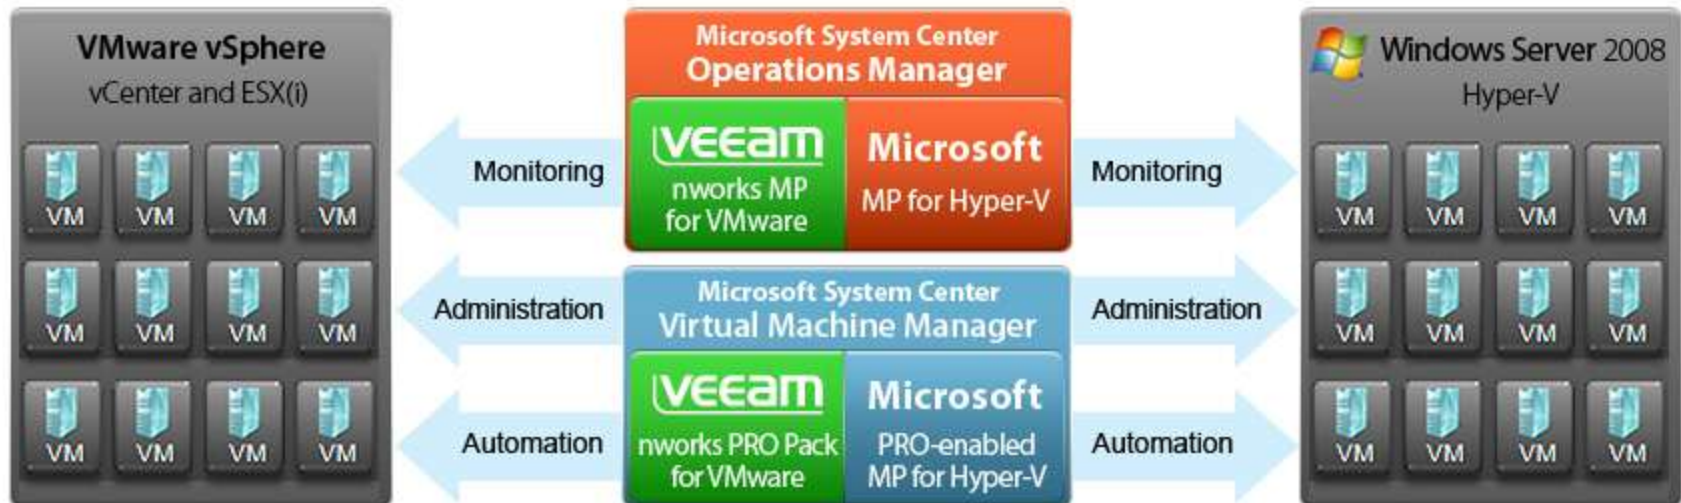 VMware vSphere
vCenter and ESX(i)
VM VM VM VM
VM VM VM VM
VM VM VM VM
Monitoring
Administration
Automation
Microsoft System Center
Operations Manager
veeam
nworks MP
for VMware
Microsoft
MP for Hyper-V
Microsoft System Center
Virtual Machine Manager
veeam
nworks PRO Pack
for VMware
Microsoft
PRO-enabled
MP for Hyper-V
Monitoring
Administration
Automation
Windows Server 2008
Hyper-V
VM VM VM VM
VM VM VM VM
VM VM VM VM